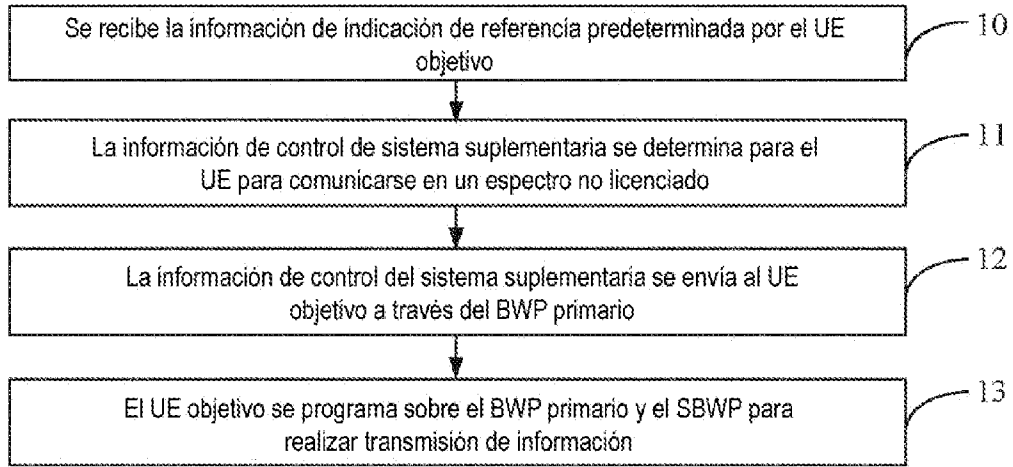 Se recibe la información de indicación de referencia predeterminada por el UE
objetivo
10
La información de control de sistema suplementaria se determina para el
UE para comunicarse en un espectro no licenciado
11
La información de control del sistema suplementaria se envía al UE
objetivo a través del BWP primario
12
El UE objetivo se programa sobre el BWP primario y el SBWP para
realizar transmisión de información
13